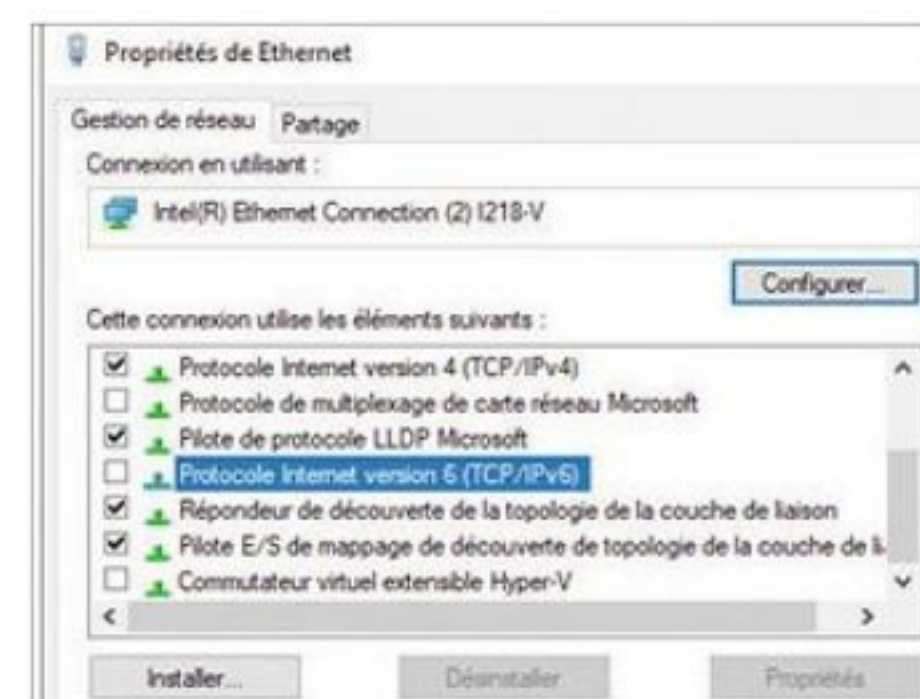 Propriétés de Ethernet
Gestion de réseau Partage
Connexion en utilisant :
Intel(R) Ethernet Connection (2) I218-V
Configurer...
Cette connexion utilise les éléments suivants :
Protocole Internet version 4 (TCP/IPv4)
Protocole de multiplexage de carte réseau Microsoft
Pilote de protocole LLDP Microsoft
Protocole Internet version 6 (TCP/IPv6)
Répondeur de découverte de la topologie de la couche de liaison
Pilote E/S de mappage de découverte de topologie de la couche de li
Commutateur virtuel extensible Hyper-V
Installer... Désinstaller Propriétés